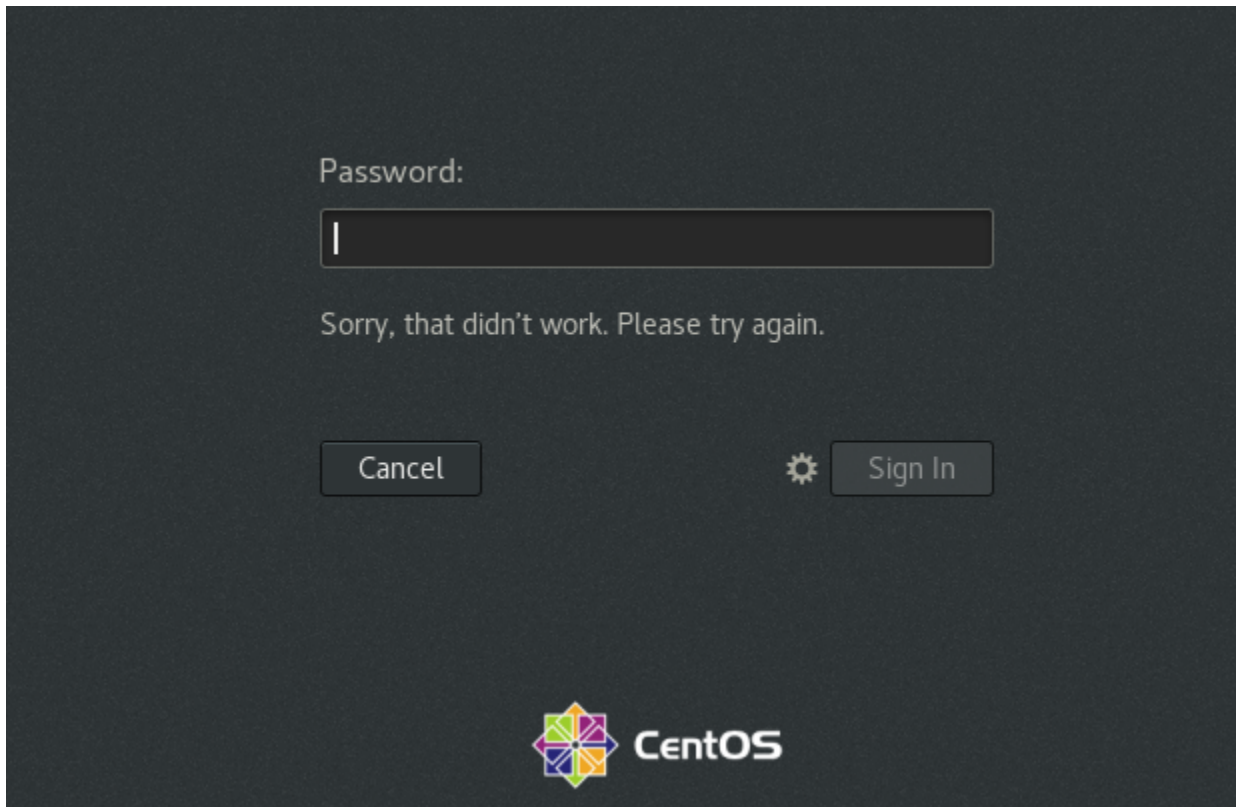 Password:
Sorry, that didn't work. Please try again.
Cancel
Sign In
CentOS